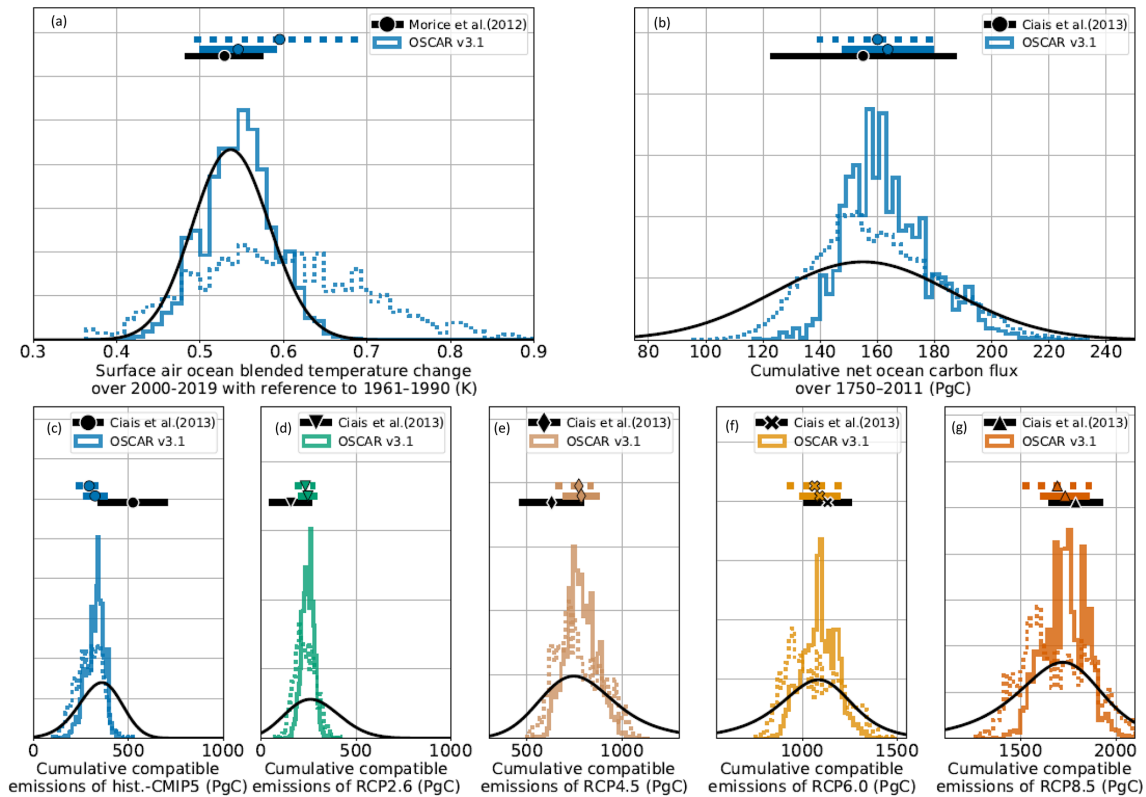 (a)
Morice et al.(2012)
OSCAR v3.1
0.3 0.4 0.5 0.6 0.7 0.8 0.9
Surface air ocean blended temperature change
over 2000-2019 with reference to 1961–1990 (K)
(b)
Ciais et al.(2013)
OSCAR v3.1
80 100 120 140 160 180 200 220 240
Cumulative net ocean carbon flux
over 1750–2011 (PgC)
(c)
Ciais et al.(2013)
OSCAR v3.1
0 500 1000
Cumulative compatible
emissions of hist.-CMIP5 (PgC)
(d)
Ciais et al.(2013)
OSCAR v3.1
0 500 1000
Cumulative compatible
emissions of RCP2.6 (PgC)
(e)
Ciais et al.(2013)
OSCAR v3.1
500 1000
Cumulative compatible
emissions of RCP4.5 (PgC)
(f)
Ciais et al.(2013)
OSCAR v3.1
1000 1500
Cumulative compatible
emissions of RCP6.0 (PgC)
(g)
Ciais et al.(2013)
OSCAR v3.1
1500 2000
Cumulative compatible
emissions of RCP8.5 (PgC)